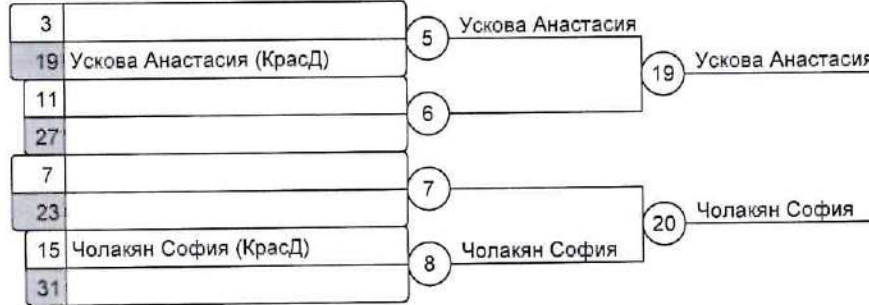 3
5 Ускова Анастасия
19 Ускова Анастасия (КрасД)
19 Ускова Анастасия
11
6
27
7
7
23
20 Чолакян София
15 Чолакян София (КрасД)
8 Чолакян София
31